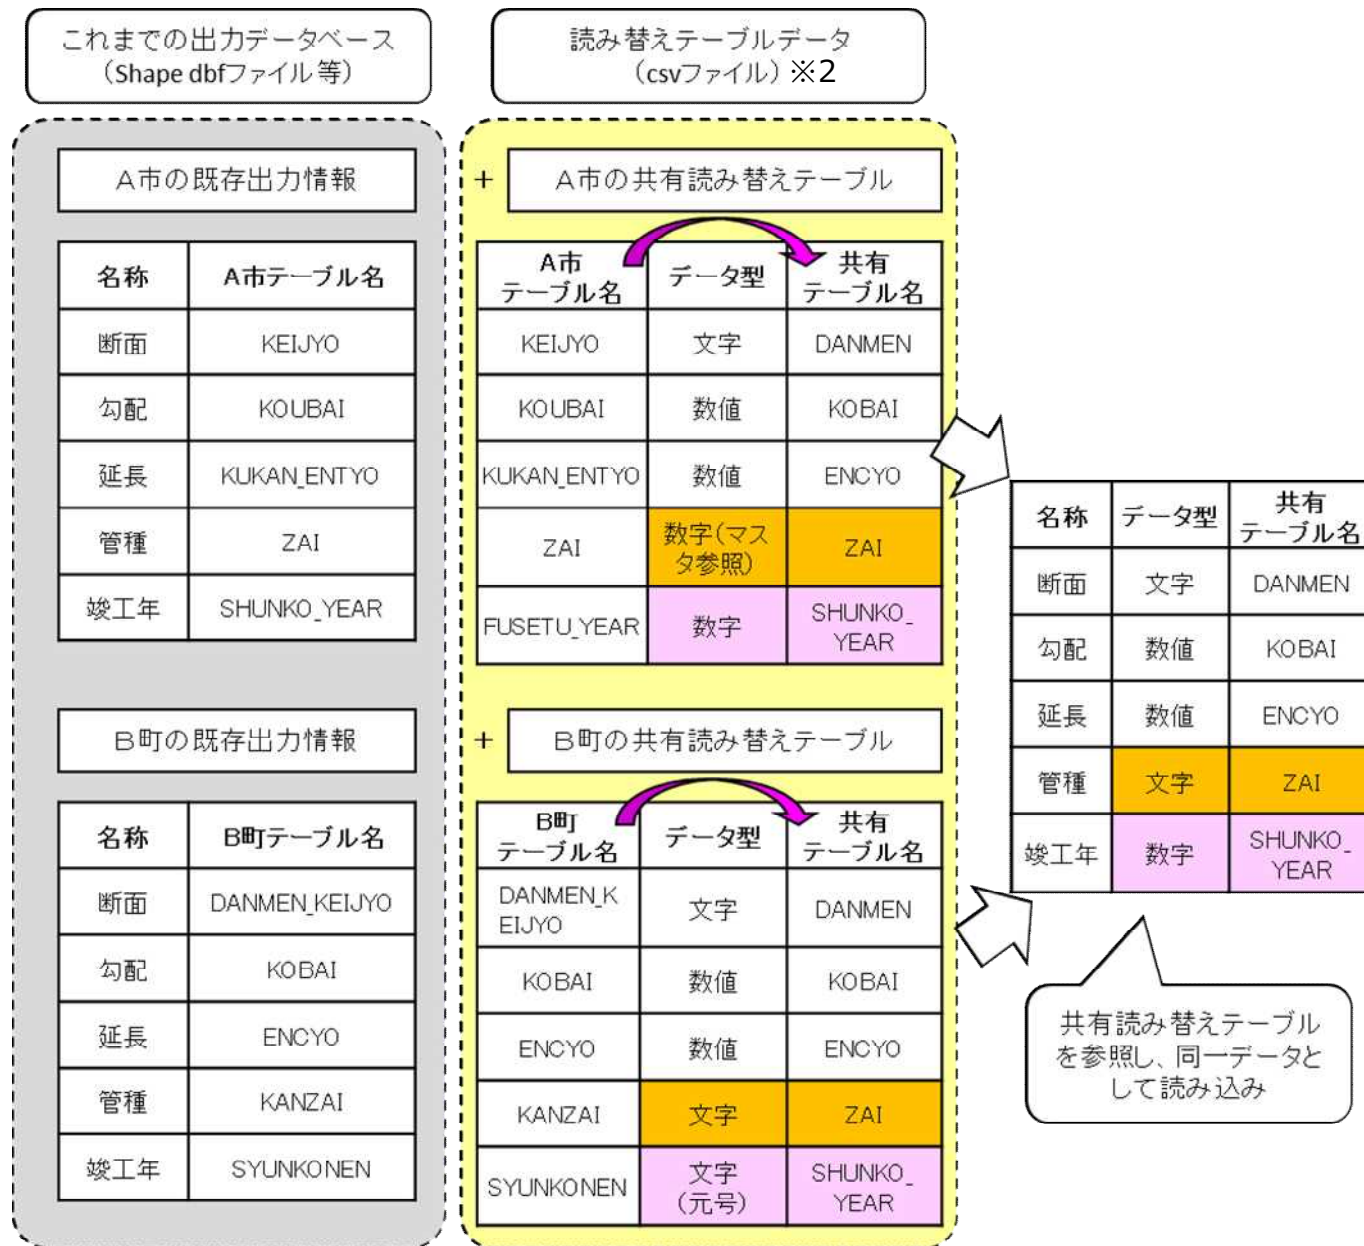 これまでの出力データベース
（Shape dbfファイル等）
読み替えテーブルデータ
（csvファイル）※2
A市の既存出力情報
名称 A市テーブル名
断面 KEIJYO
勾配 KOUBAI
延長 KUKAN_ENTYO
管種 ZAI
竣工年 SHUNKO_YEAR
+ A市の共有読み替えテーブル
A市
テーブル名
データ型
共有
テーブル名
KEIJYO 文字 DANMEN
KOUBAI 数値 KOBAI
KUKAN_ENTYO 数値 ENCYO
ZAI
数字(マス
タ参照)
ZAI
FUSETU_YEAR 数字
SHUNKO_
YEAR
B町の既存出力情報
名称 B町テーブル名
断面 DANMEN_KEIJYO
勾配 KOBAI
延長 ENCYO
管種 KANZAI
竣工年 SYUNKONEN
+ B町の共有読み替えテーブル
B町
テーブル名
データ型
共有
テーブル名
DANMEN_K
EIJYO
文字 DANMEN
KOBAI 数値 KOBAI
ENCYO 数値 ENCYO
KANZAI 文字 ZAI
SYUNKONEN
文字
(元号)
SHUNKO_
YEAR
名称 データ型
共有
テーブル名
断面 文字 DANMEN
勾配 数値 KOBAI
延長 数値 ENCYO
管種 文字 ZAI
竣工年 数字
SHUNKO_
YEAR
共有読み替えテーブル
を参照し、同一データと
して読み込み